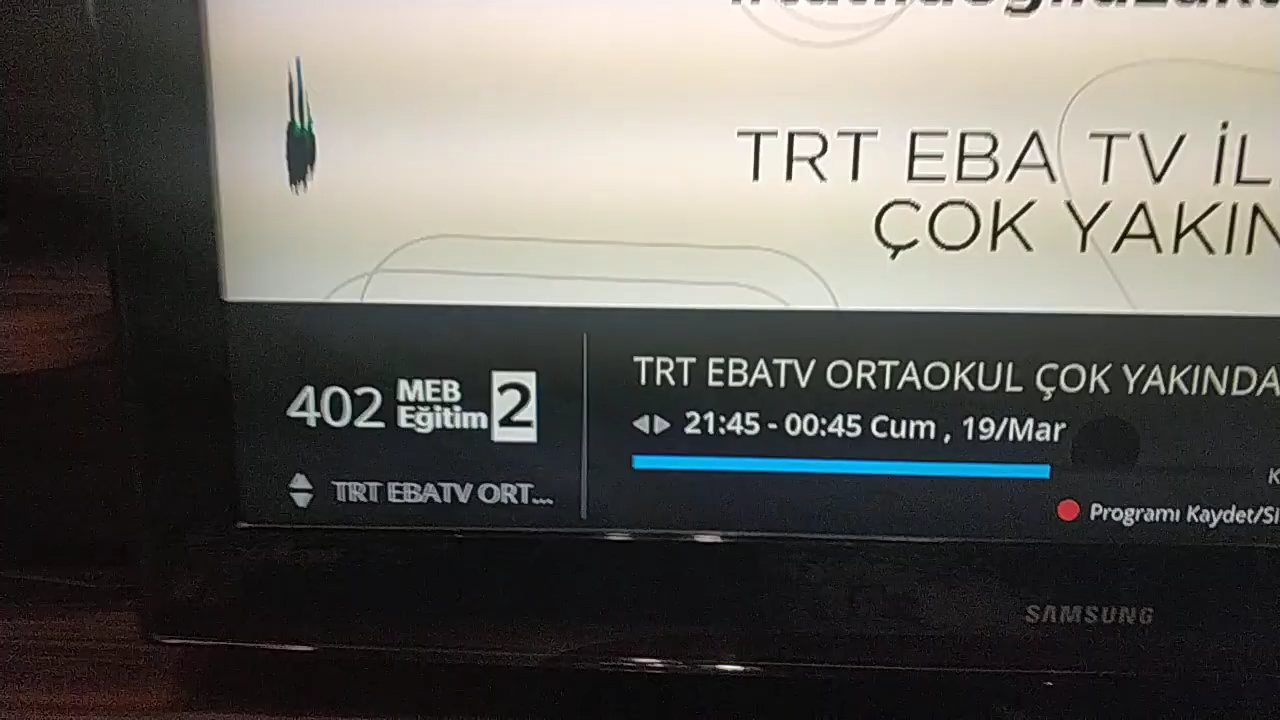 TRT EBA TV İL
ÇOK YAKIN
402 MEB Eğitim 2
TRT EBATV ORT...
TRT EBATV ORTAOKUL ÇOK YAKINDA
21:45 - 00:45 Cum , 19/Mar
K
Programı Kaydet/Si
SAMSUNG